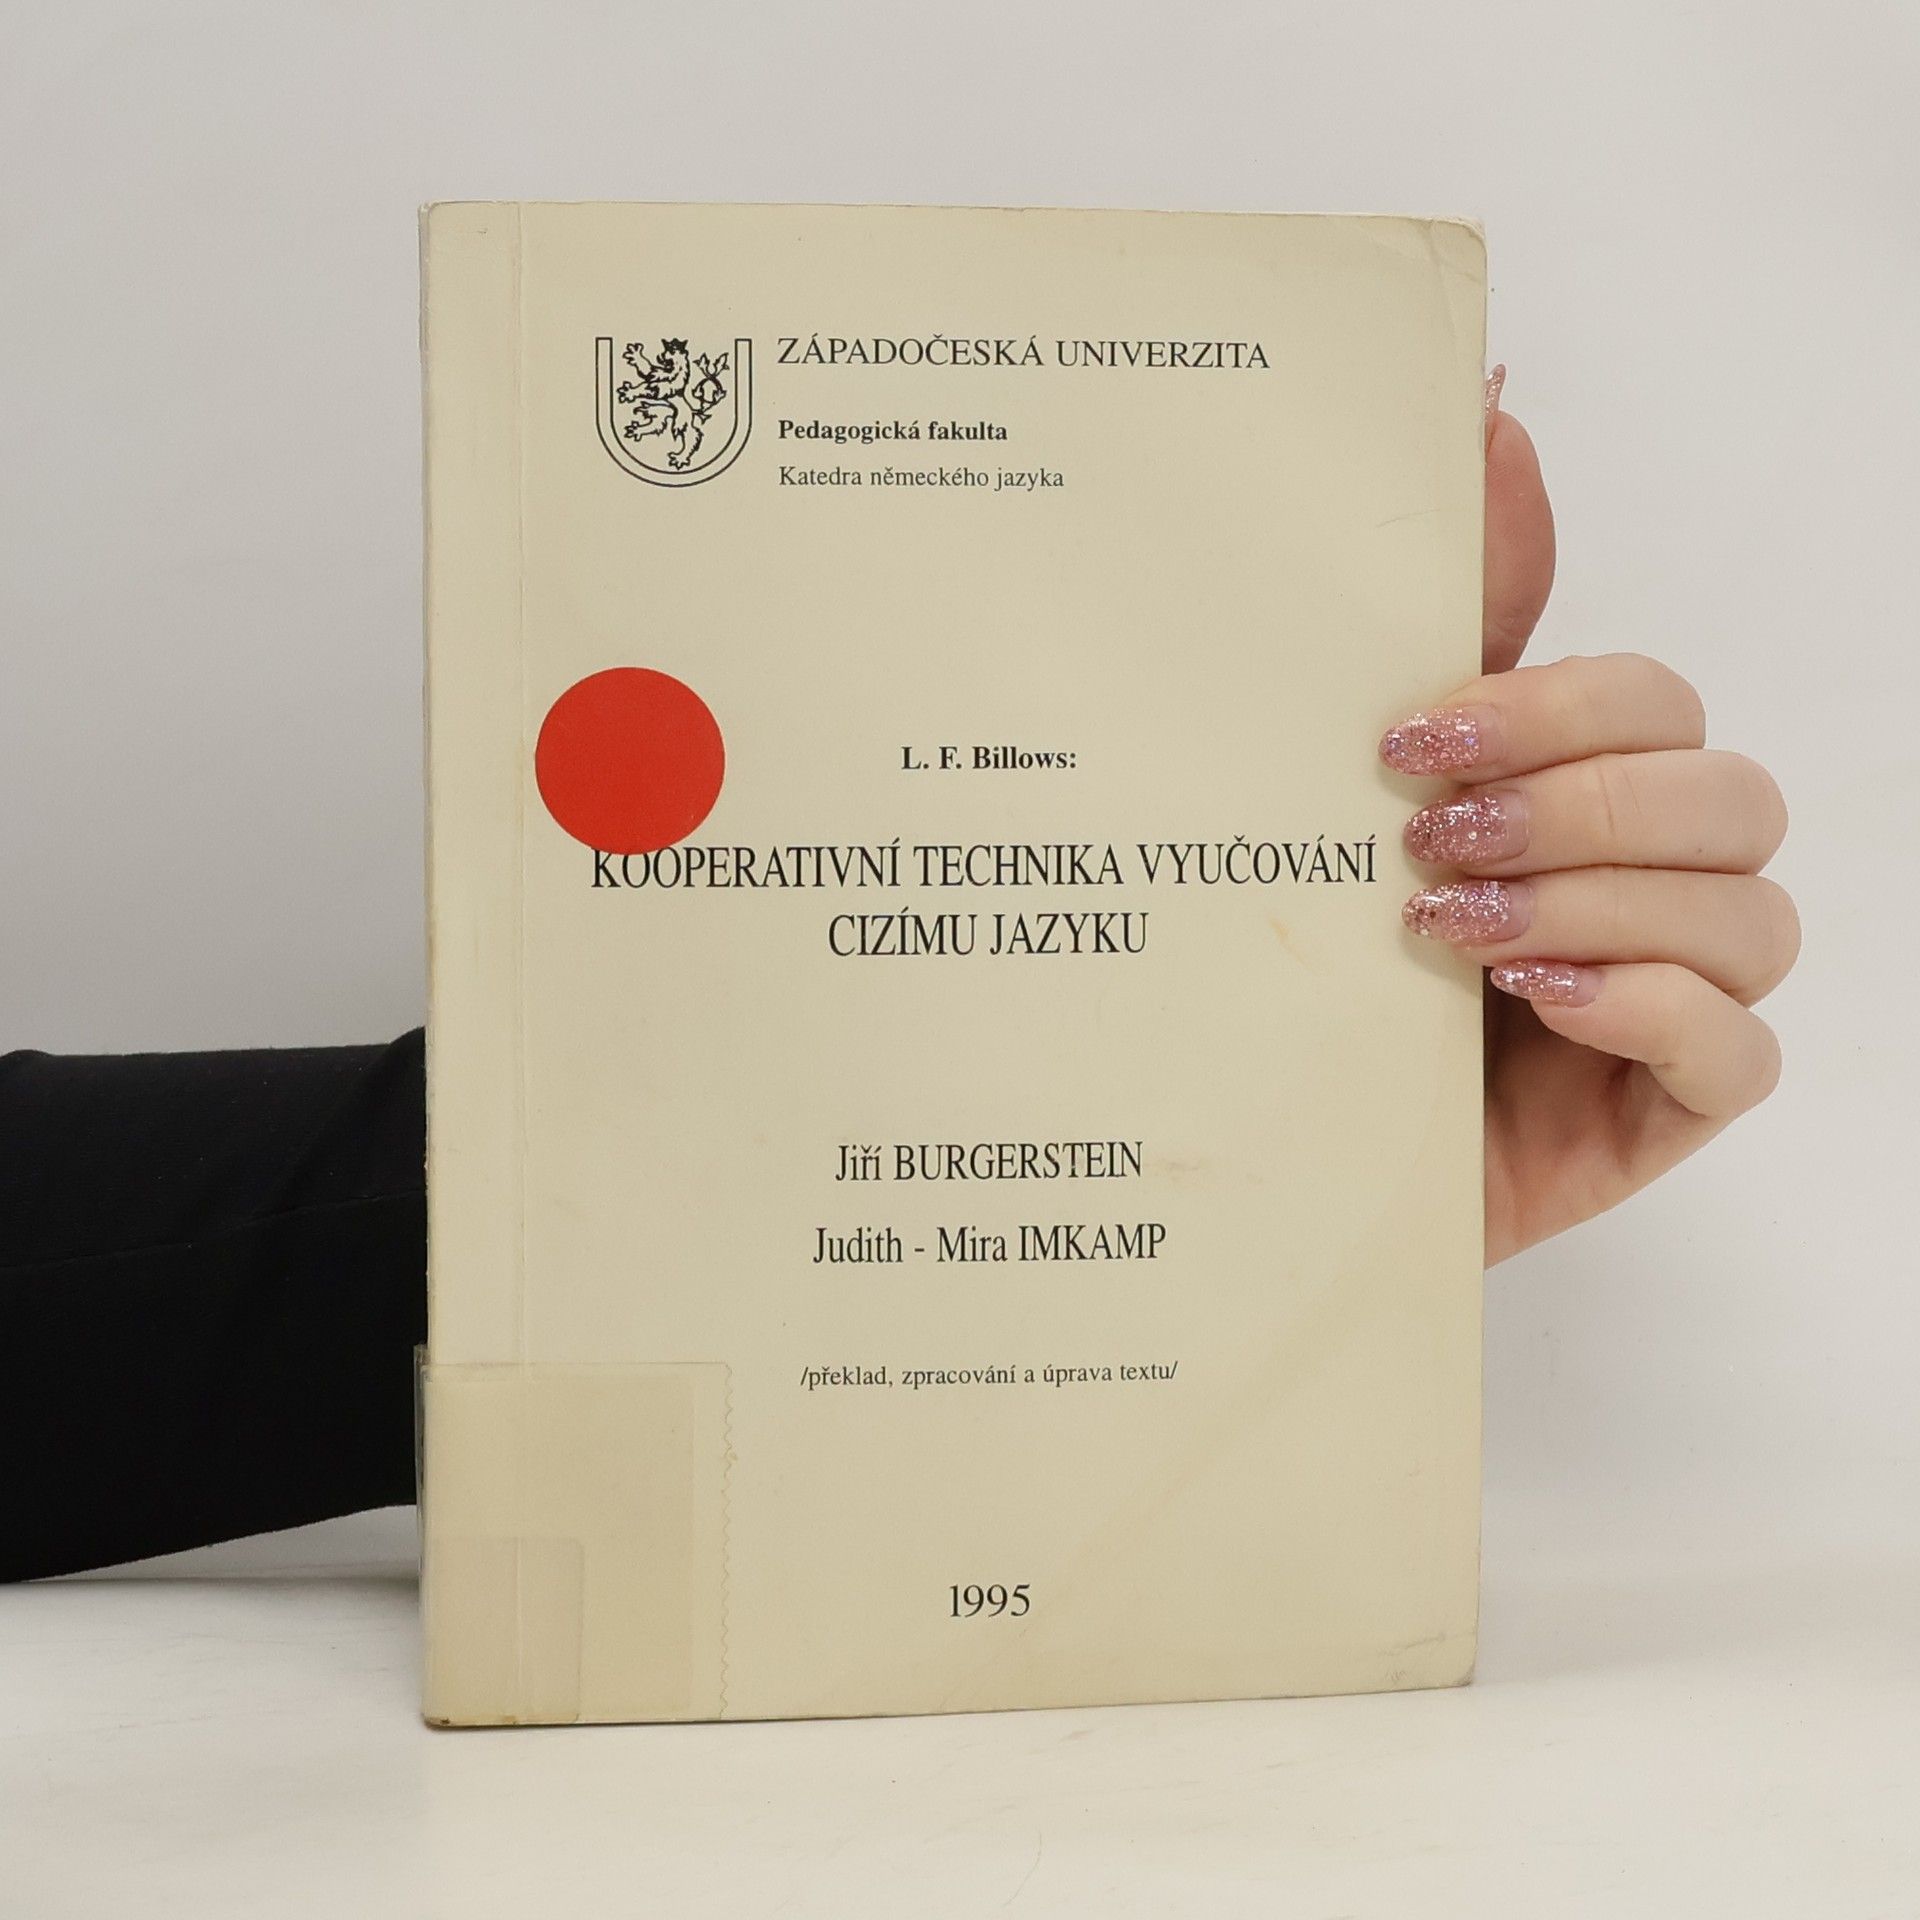 ZÁPADOČESKÁ UNIVERZITA
Pedagogická fakulta
Katedra německého jazyka
L. F. Billows:
KOOPERATIVNÍ TECHNIKA VYUČOVÁNÍ
CIZÍMU JAZYKU
Jiří BURGERSTEIN
Judith - Mira IMKAMP
/překlad, zpracování a úprava textu/
1995